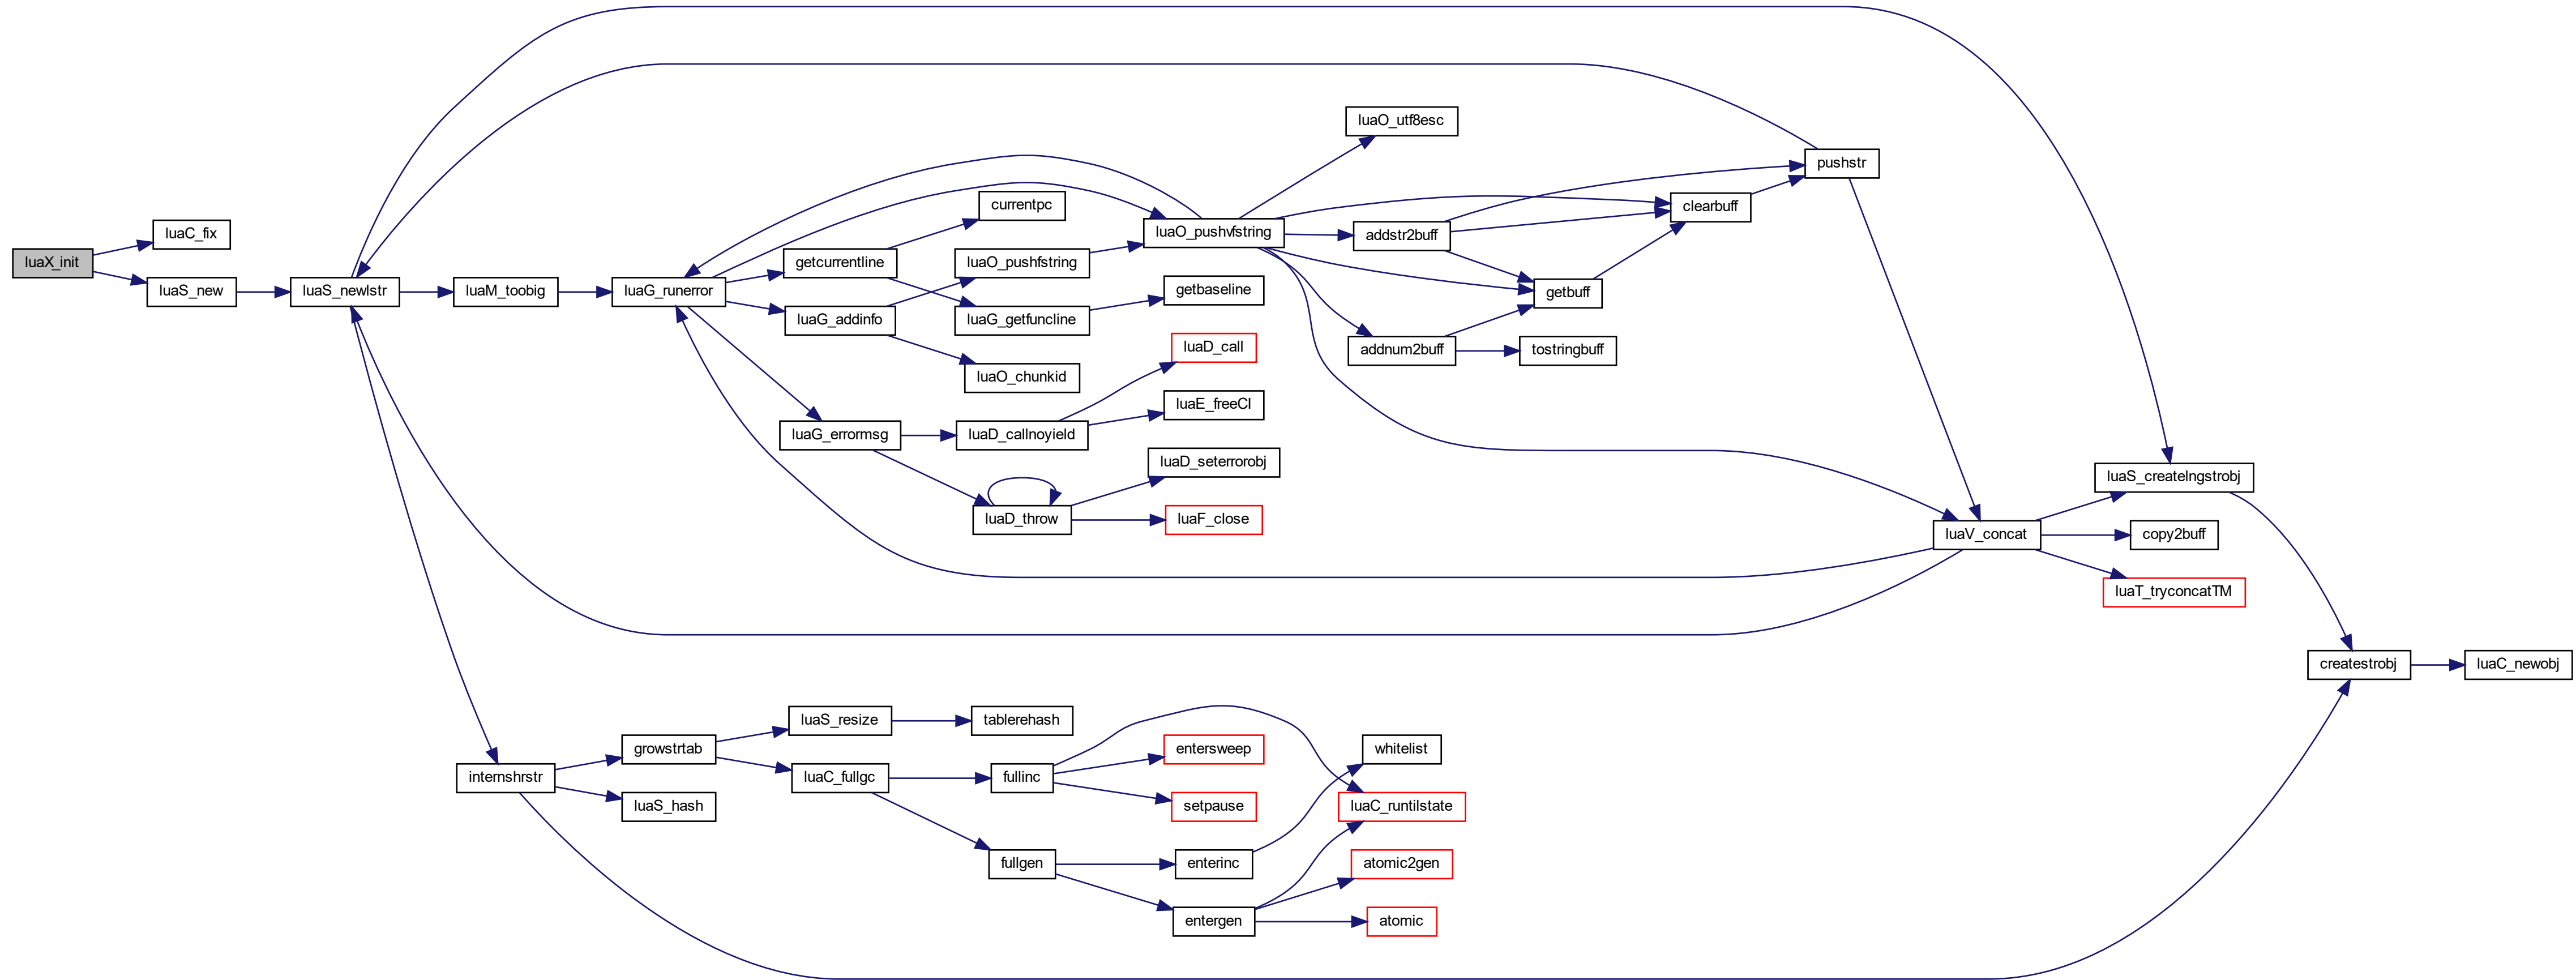 luaX_init
luaC_fix
luaS_new
luaS_newlstr
luaM_toobig
luaG_runerror
getcurrentline
luaG_addinfo
luaG_errormsg
currentpc
luaO_pushfstring
luaG_getfuncline
luaO_chunkid
luaD_callnoyield
luaD_throw
luaO_pushvfstring
getbaseline
luaD_call
luaE_freeCI
luaD_seterrorobj
luaF_close
luaO_utf8esc
addstr2buff
addnum2buff
getbuff
tostringbuff
clearbuff
pushstr
luaV_concat
luaS_createlngstrobj
copy2buff
luaT_tryconcatTM
createstrobj
luaC_newobj
internshrstr
growstrtab
luaS_hash
luaS_resize
luaC_fullgc
tablerehash
fullinc
fullgen
entersweep
setpause
enterinc
entergen
whitelist
luaC_runtilstate
atomic2gen
atomic